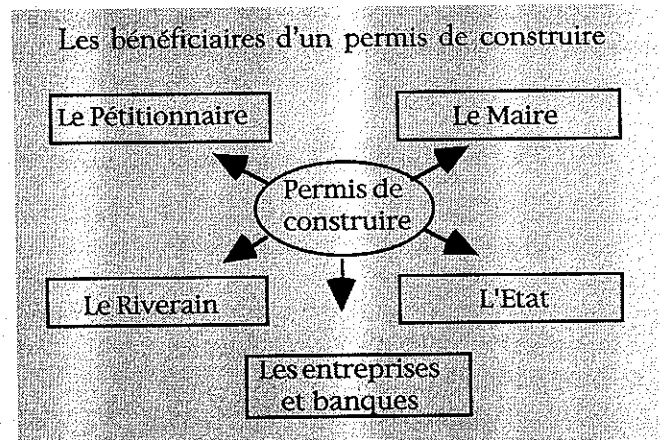 Les bénéficiaires d'un permis de construire
Le Pétitionnaire
Le Maire
Permis de
construire
Le Riverain
L'Etat
Les entreprises
et banques